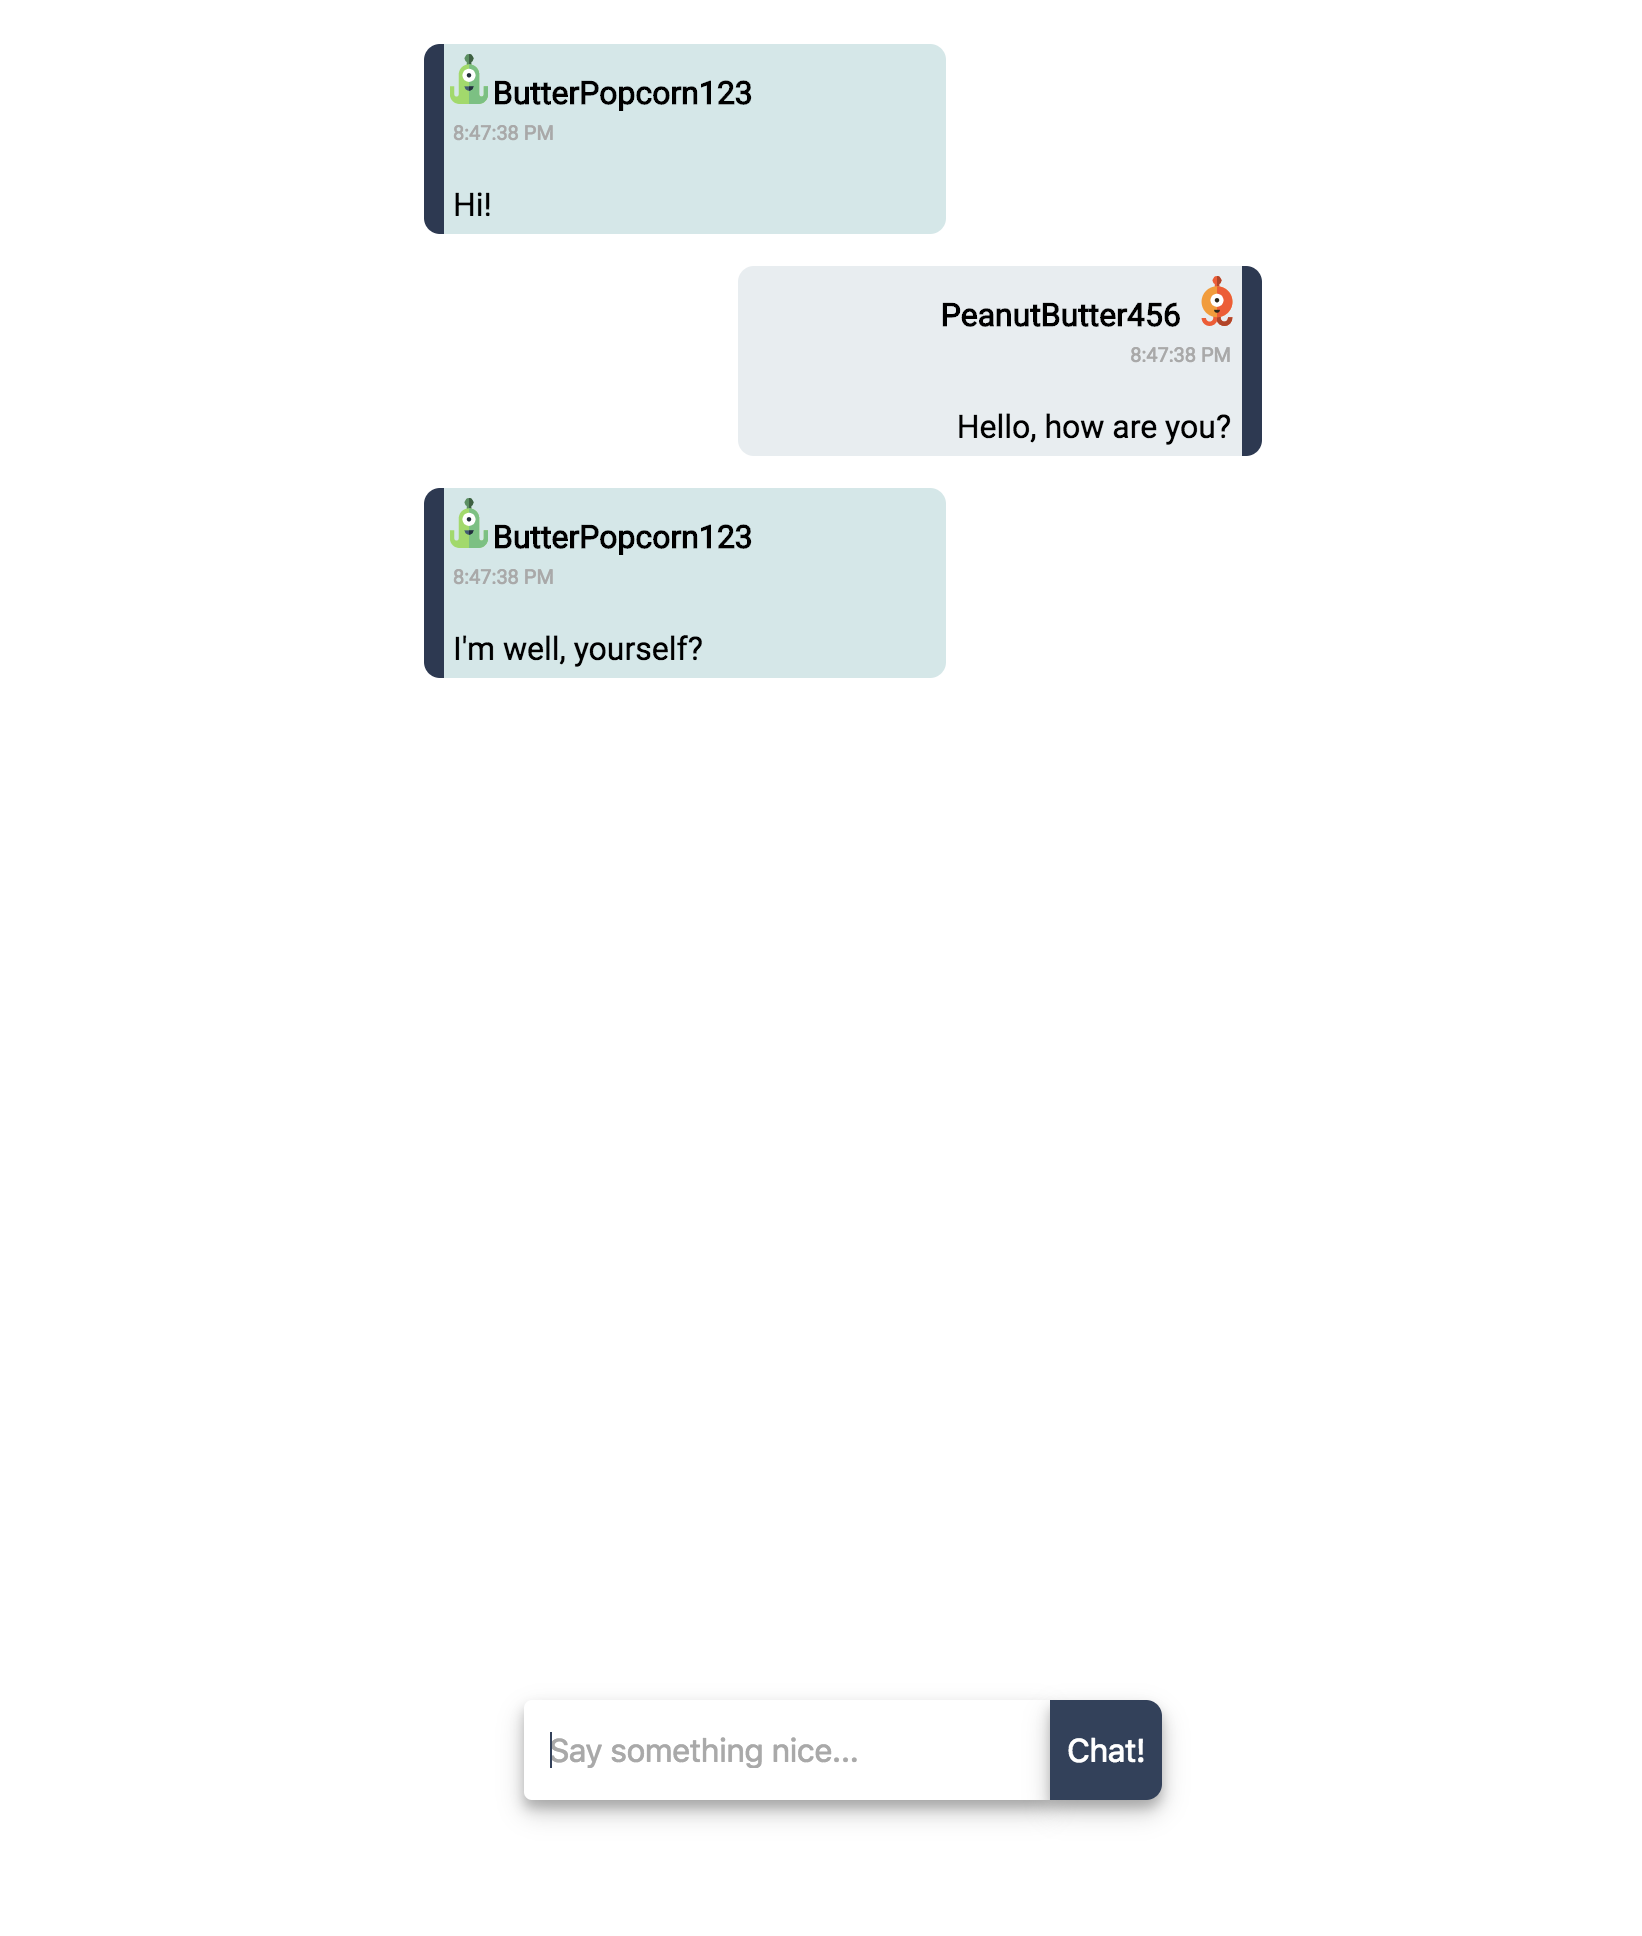 ButterPopcorn123
8:47:38 PM
Hi!
PeanutButter456
8:47:38 PM
Hello, how are you?
ButterPopcorn123
8:47:38 PM
I'm well, yourself?
Say something nice...
Chat!